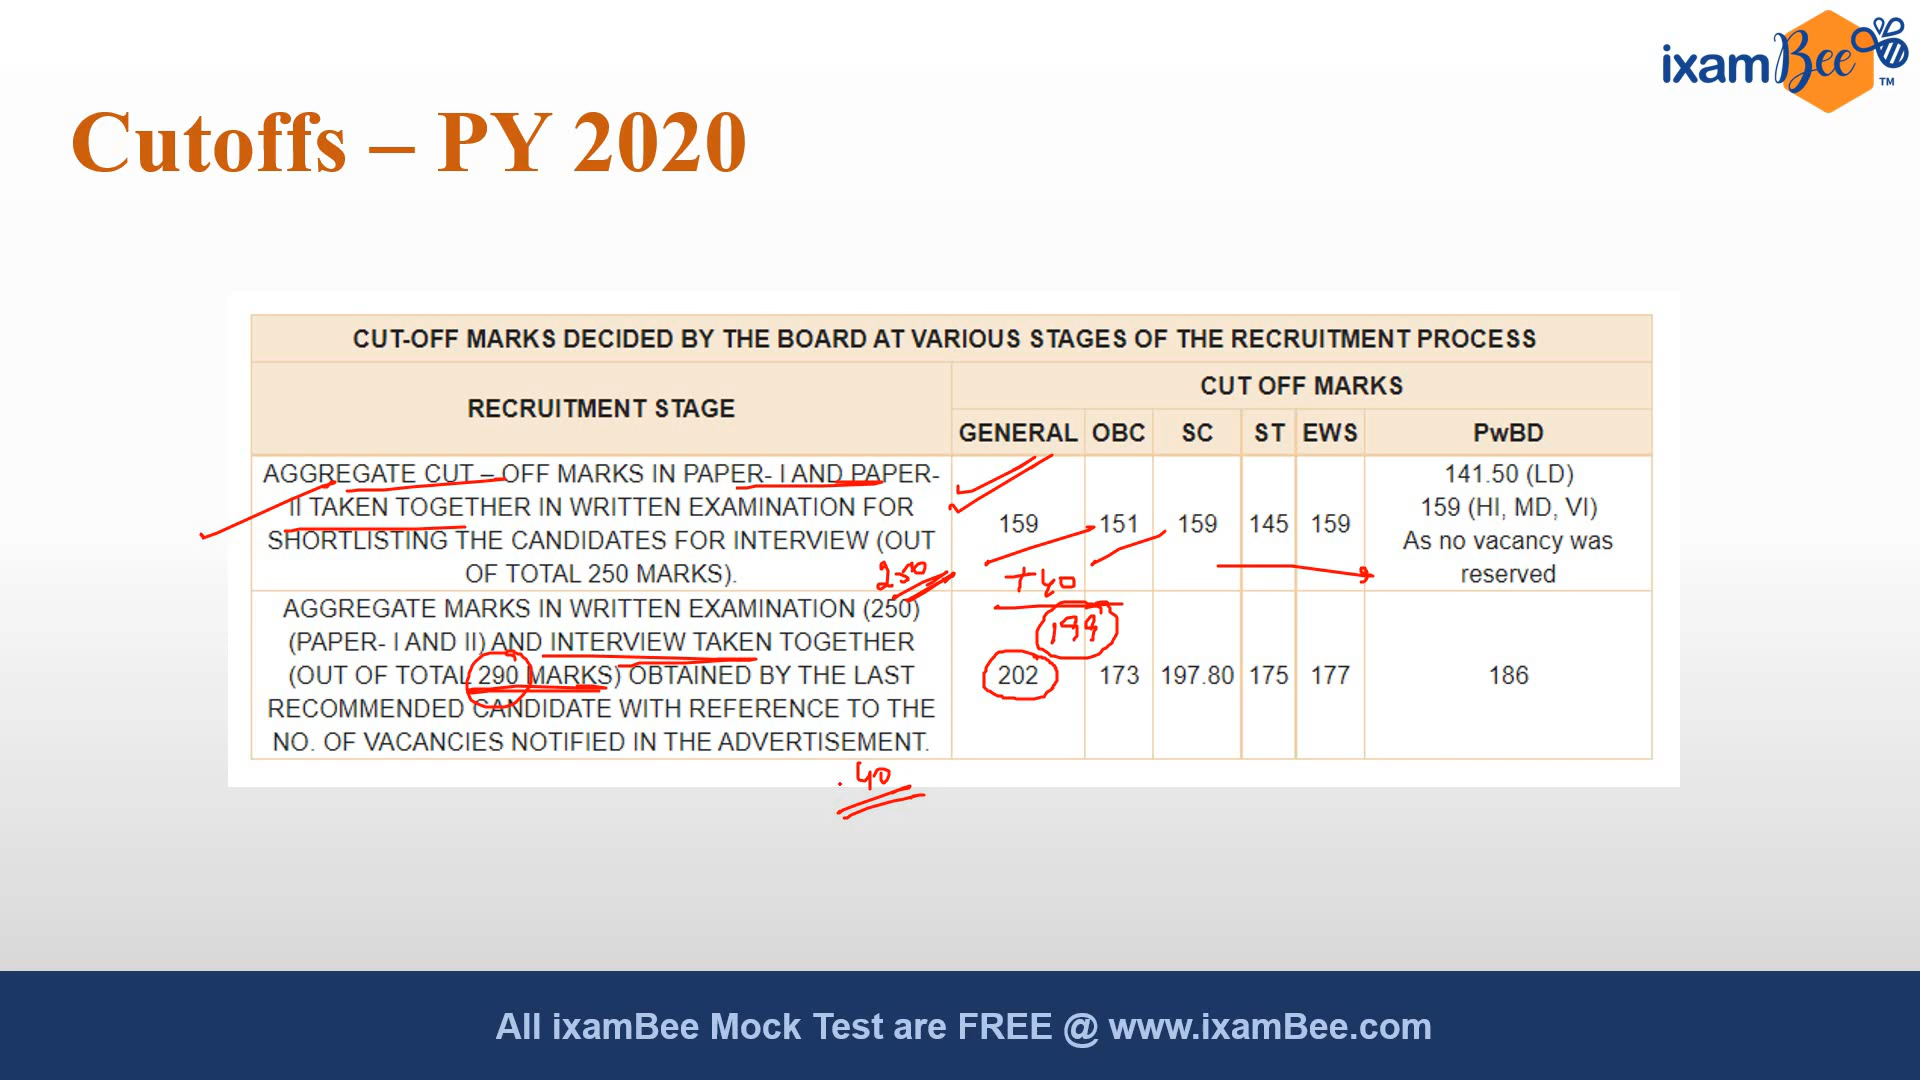 ixamBee TM
Cutoffs – PY 2020
CUT-OFF MARKS DECIDED BY THE BOARD AT VARIOUS STAGES OF THE RECRUITMENT PROCESS
RECRUITMENT STAGE
CUT OFF MARKS
GENERAL OBC SC ST EWS PwBD
AGGREGATE CUT – OFF MARKS IN PAPER- I AND PAPER-
II TAKEN TOGETHER IN WRITTEN EXAMINATION FOR
SHORTLISTING THE CANDIDATES FOR INTERVIEW (OUT
OF TOTAL 250 MARKS).
250
159 151 159 145 159
141.50 (LD)
159 (HI, MD, VI)
As no vacancy was
reserved
+40
199
AGGREGATE MARKS IN WRITTEN EXAMINATION (250)
(PAPER- I AND II) AND INTERVIEW TAKEN TOGETHER
(OUT OF TOTAL 290 MARKS) OBTAINED BY THE LAST
RECOMMENDED CANDIDATE WITH REFERENCE TO THE
NO. OF VACANCIES NOTIFIED IN THE ADVERTISEMENT.
202 173 197.80 175 177 186
40
All ixamBee Mock Test are FREE @ www.ixamBee.com